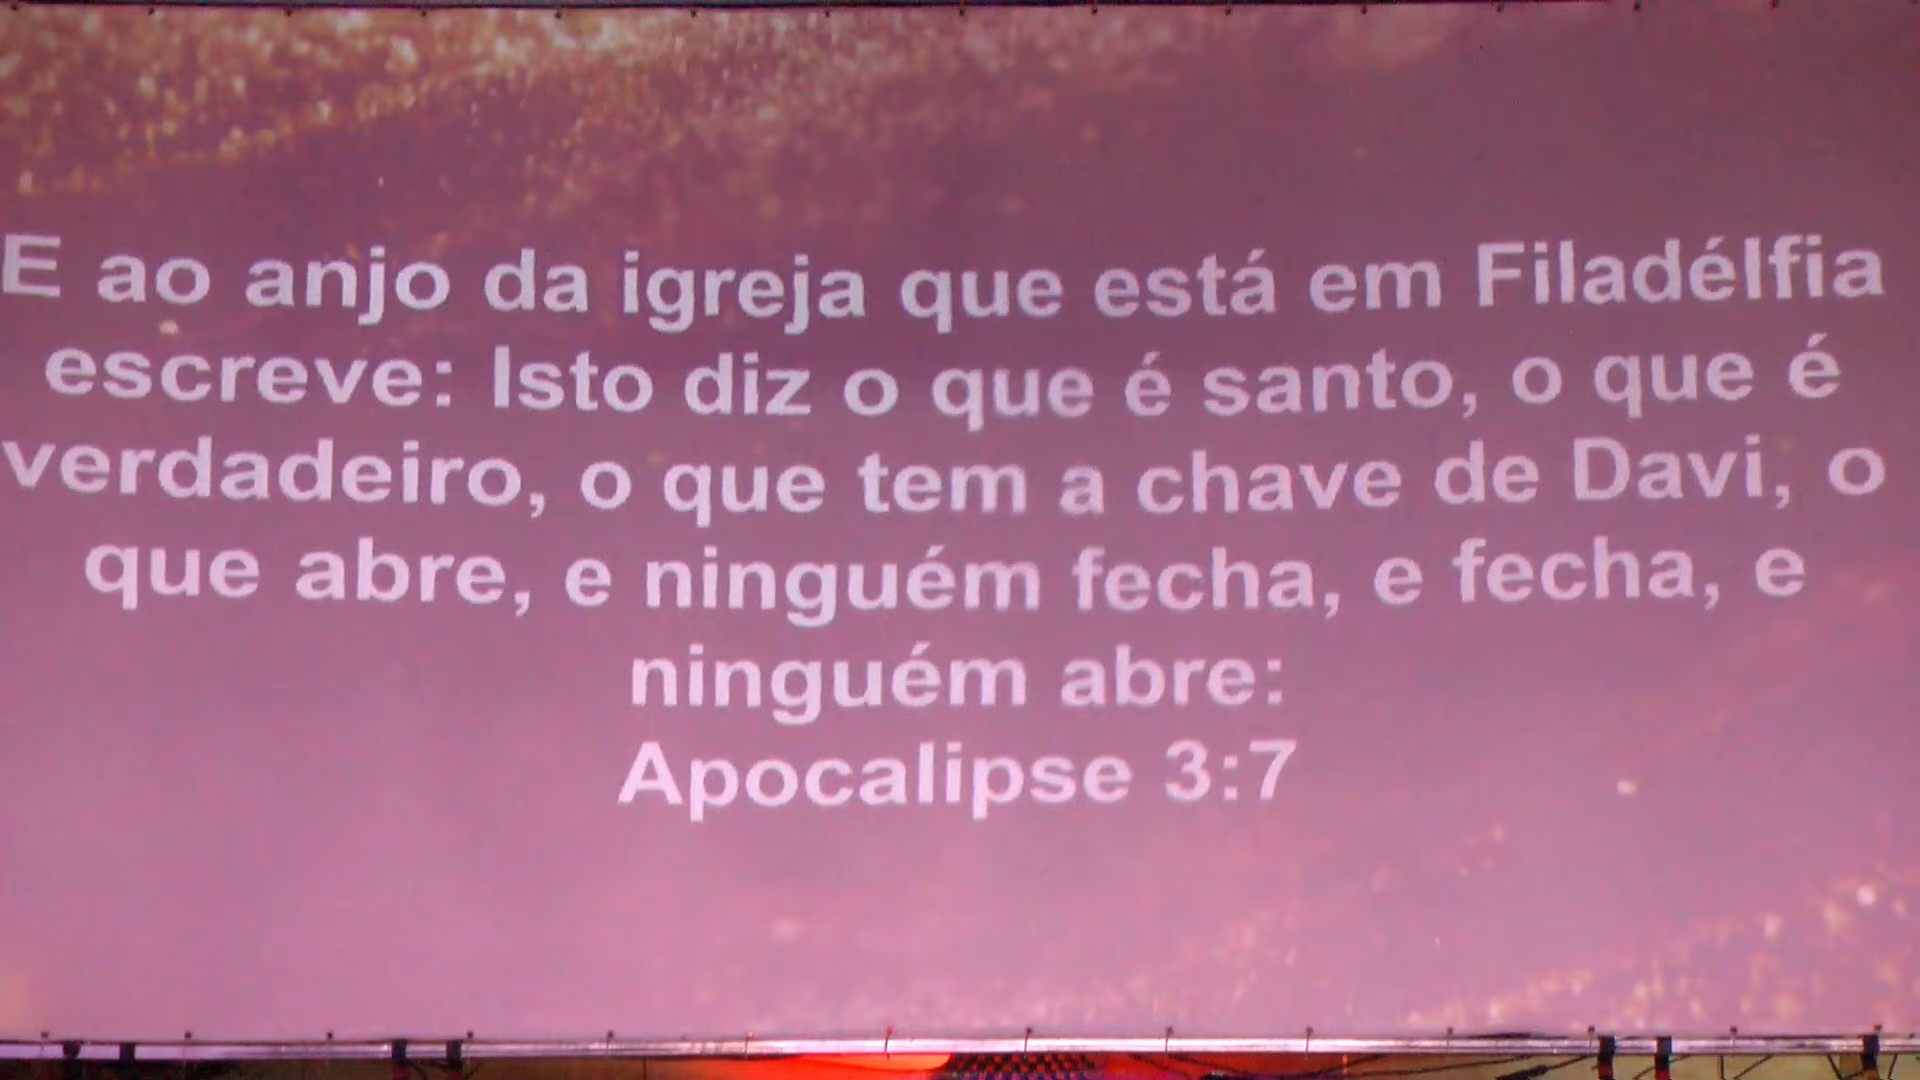 E ao anjo da igreja que está em Filadélfia
escreve: Isto diz o que é santo, o que é
verdadeiro, o que tem a chave de Davi, o
que abre, e ninguém fecha, e fecha, e
ninguém abre:
Apocalipse 3:7